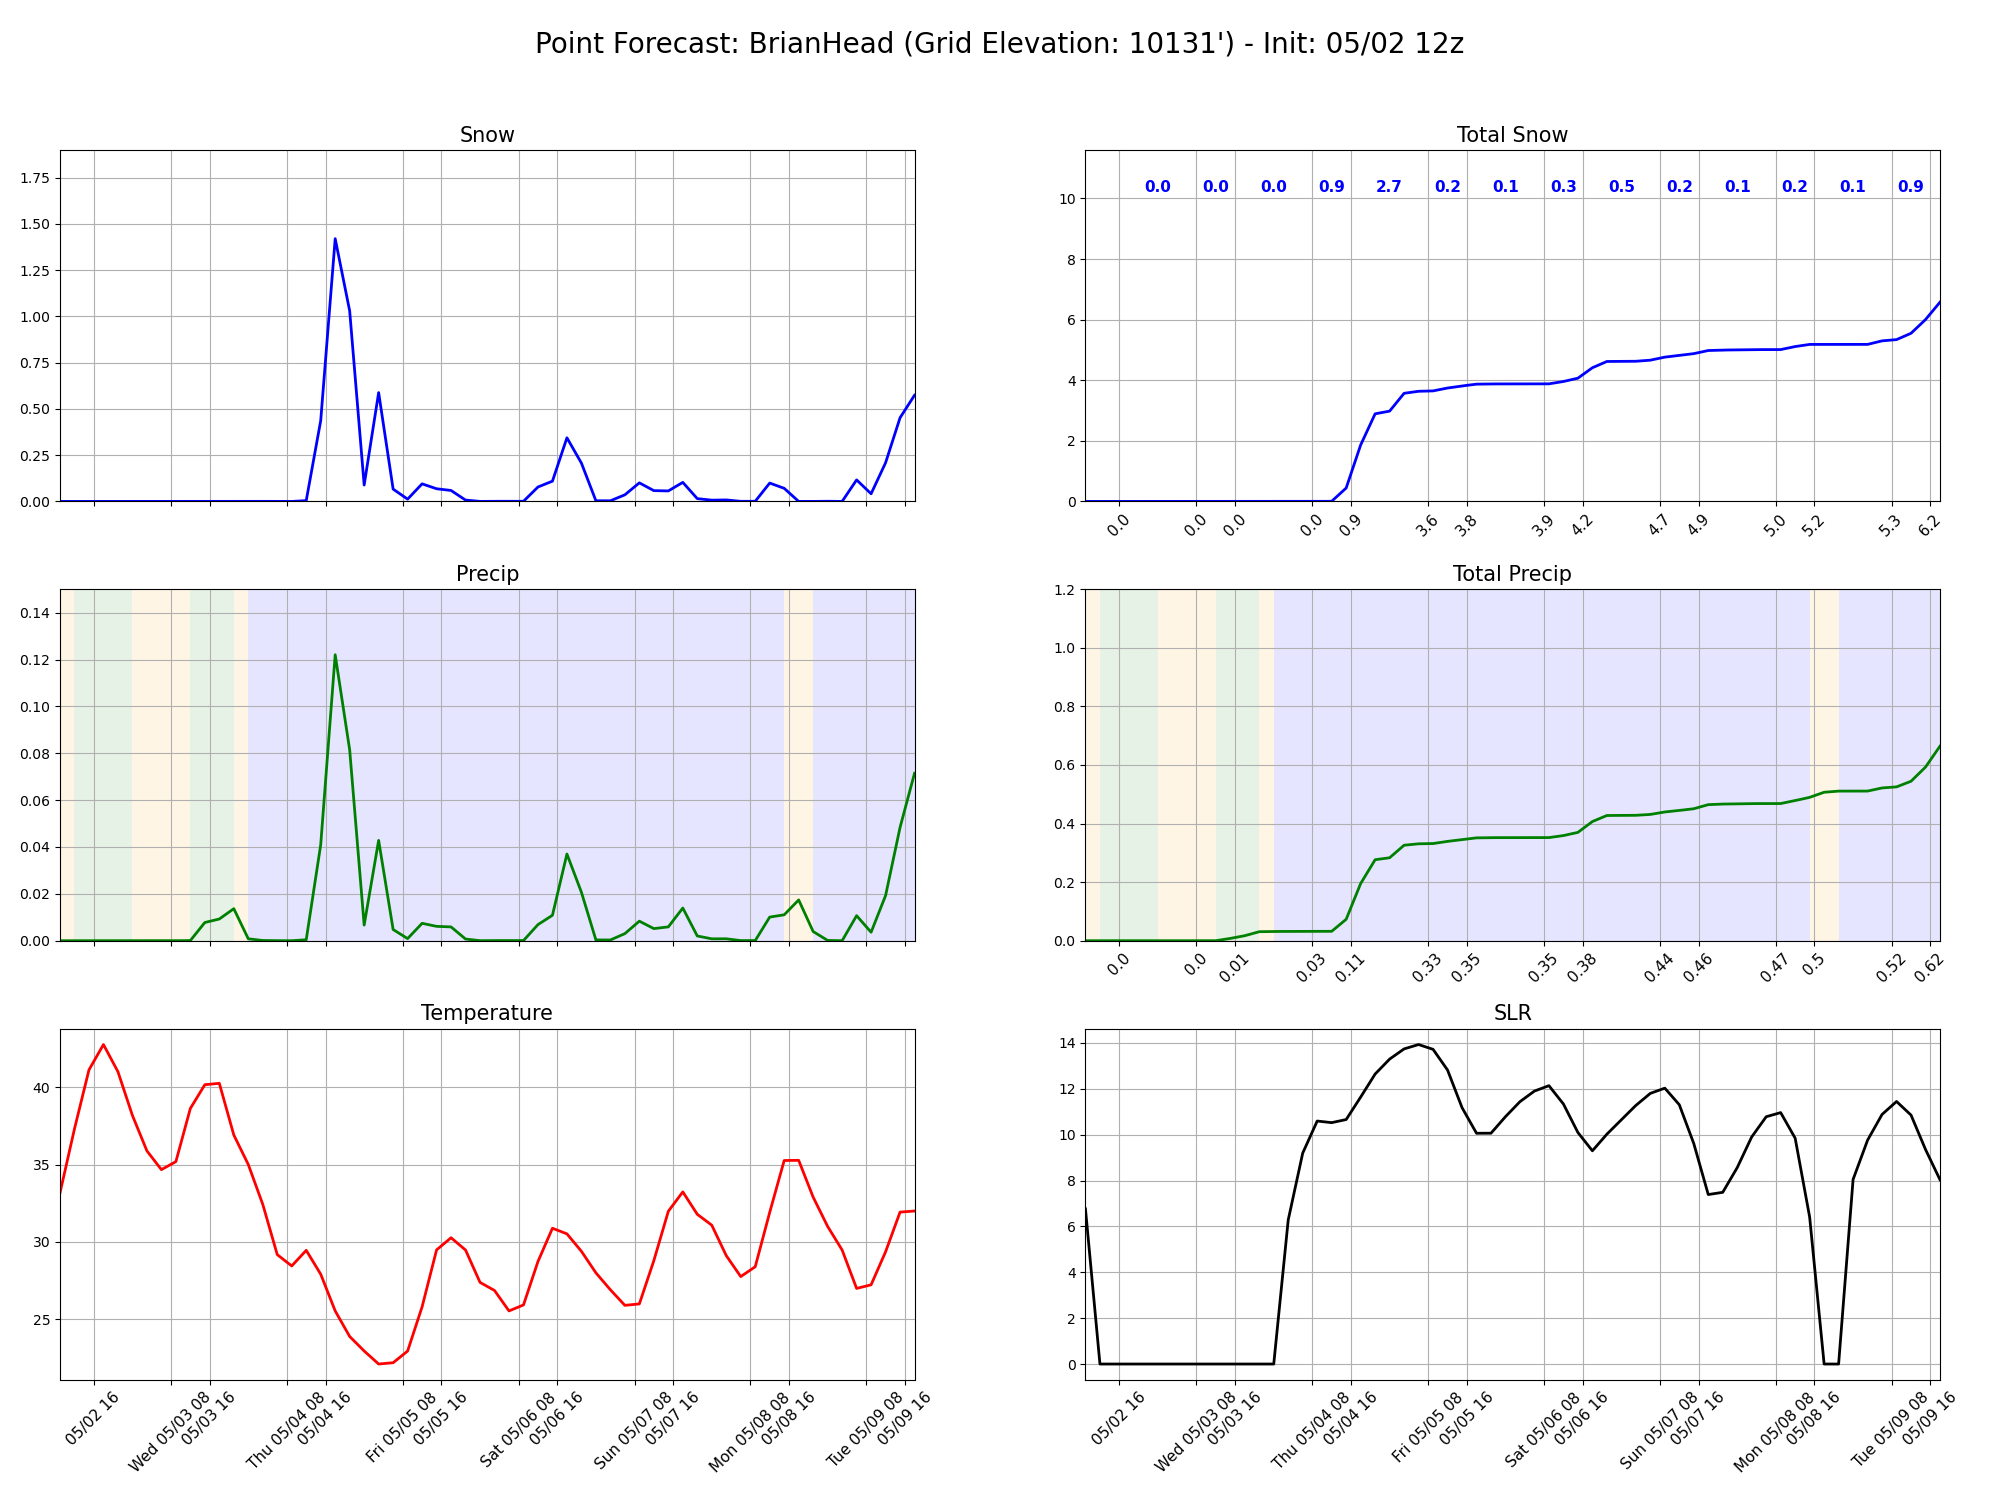 Point Forecast: BrianHead (Grid Elevation: 10131') - Init: 05/02 12z
Snow
1.75
1.50
1.25
1.00
0.75
0.50
0.25
0.00
Total Snow
0.0 0.0 0.0 0.9 2.7 0.2 0.1 0.3 0.5 0.2 0.1 0.2 0.1 0.9
10
8
6
4
2
0
0.0 0.0 0.0 0.0 0.9 3.6 3.8 3.9 4.2 4.7 4.9 5.0 5.2 5.3 6.2
Precip
0.14
0.12
0.10
0.08
0.06
0.04
0.02
0.00
Total Precip
1.2
1.0
0.8
0.6
0.4
0.2
0.0
0.0 0.0 0.01 0.03 0.11 0.33 0.35 0.35 0.38 0.44 0.46 0.47 0.5 0.52 0.62
Temperature
40
35
30
25
05/02 16
Wed 05/03 08
05/03 16
Thu 05/04 08
05/04 16
Fri 05/05 08
05/05 16
Sat 05/06 08
05/06 16
Sun 05/07 08
05/07 16
Mon 05/08 08
05/08 16
Tue 05/09 08
05/09 16
SLR
14
12
10
8
6
4
2
0
05/02 16
Wed 05/03 08
05/03 16
Thu 05/04 08
05/04 16
Fri 05/05 08
05/05 16
Sat 05/06 08
05/06 16
Sun 05/07 08
05/07 16
Mon 05/08 08
05/08 16
Tue 05/09 08
05/09 16